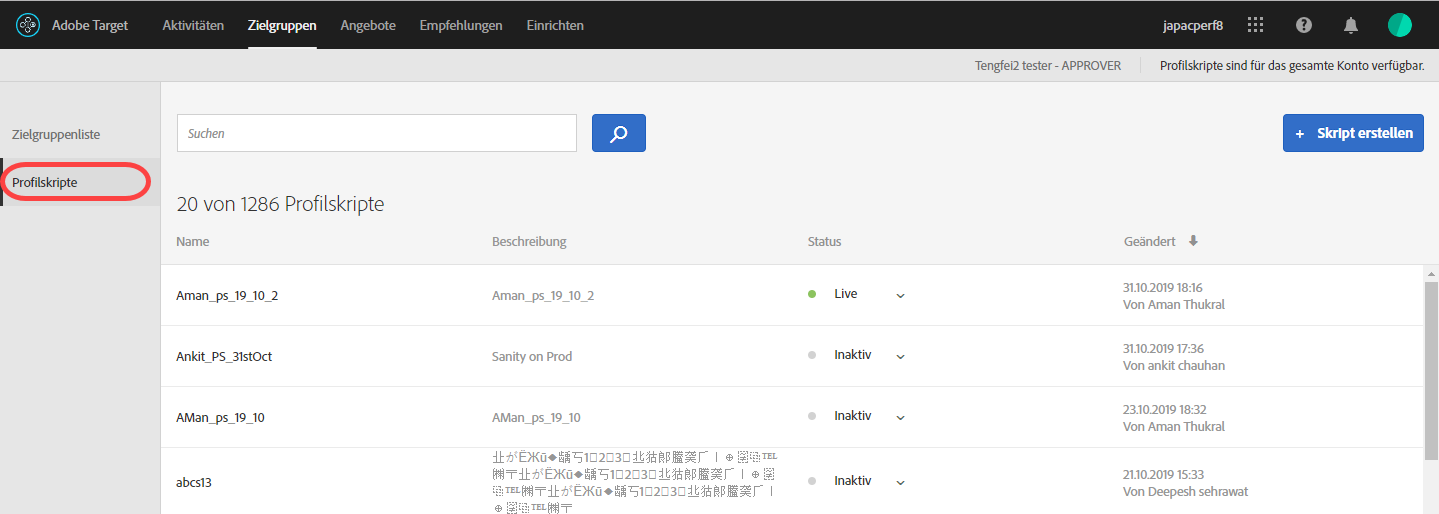 Adobe Target Aktivitäten Zielgruppen Angebote Empfehlungen Einrichten japacperf8
Tengfei2 tester - APPROVER Profilskripte sind für das gesamte Konto verfügbar.
Zielgruppenliste
Profilskripte
Suchen
+ Skript erstellen
20 von 1286 Profilskripte
Name Beschreibung Status Geändert
Aman_ps_19_10_2 Aman_ps_19_10_2 Live 31.10.2019 18:16
Von Aman Thukral
Ankit_PS_31stOct Sanity on Prod Inaktiv 31.10.2019 17:36
Von ankit chauhan
AMan_ps_19_10 AMan_ps_19_10 Inaktiv 23.10.2019 18:32
Von Aman Thukral
abcs13 Inaktiv 21.10.2019 15:33
Von Deepesh sehrawat